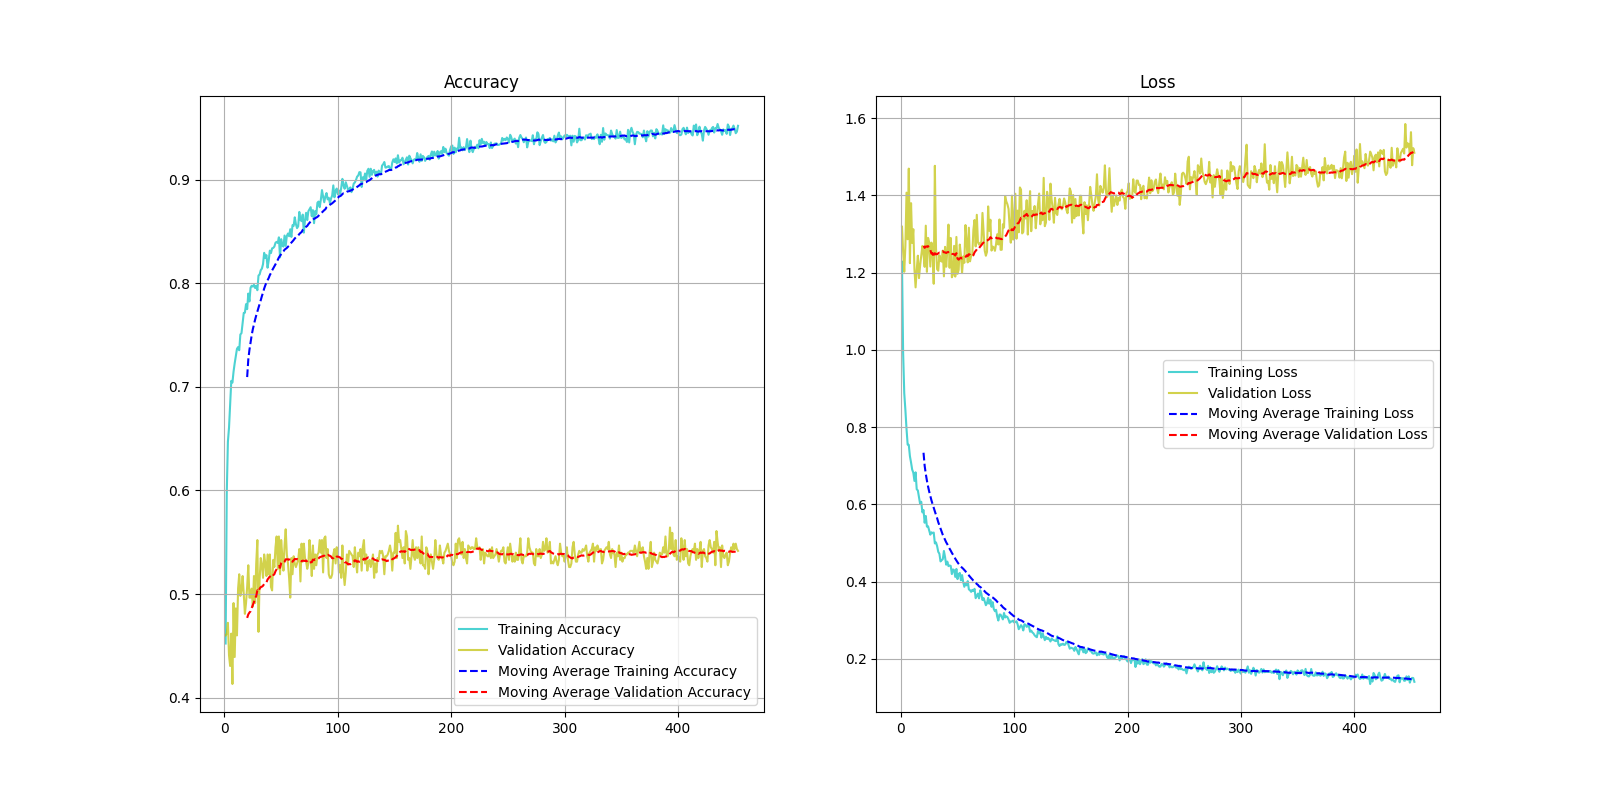 Accuracy
0.9
0.8
0.7
0.6
0.5
0.4
0
100
200
300
400
Training Accuracy
Validation Accuracy
Moving Average Training Accuracy
Moving Average Validation Accuracy
Loss
1.6
1.4
1.2
1.0
0.8
0.6
0.4
0.2
0
100
200
300
400
Training Loss
Validation Loss
Moving Average Training Loss
Moving Average Validation Loss